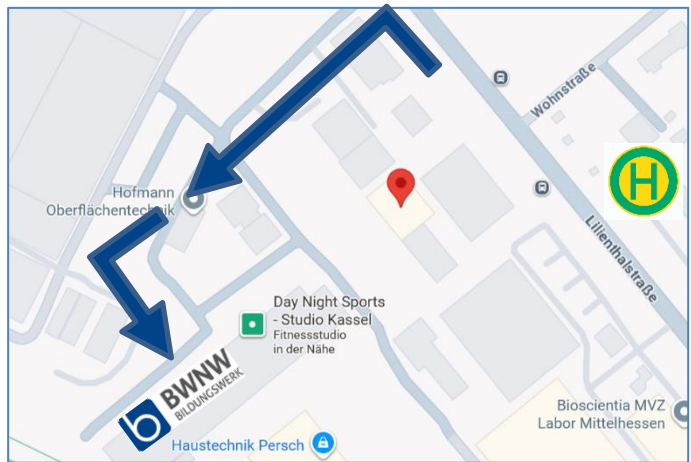 Wohnstraße
H
Hofmann
Oberflächentechnik
Lilienthalstraße
Day Night Sports
- Studio Kassel
Fitnessstudio
in der Nähe
BWNW
BILDUNGSWERK
b
Bioscientia MVZ
Labor Mittelhessen
Haustechnik Persch